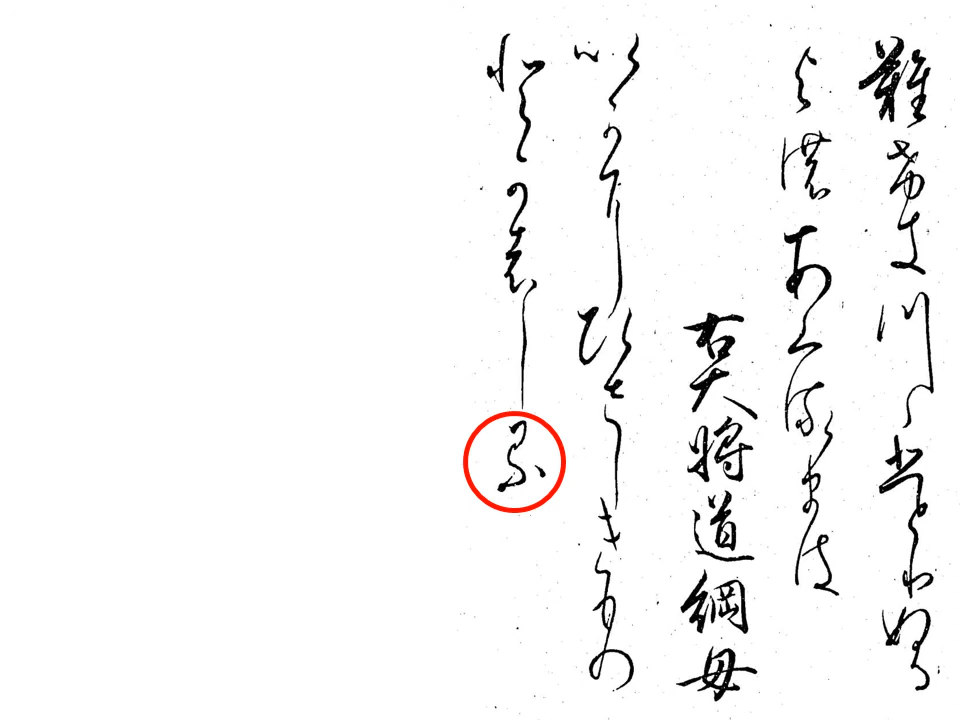 なげきつゝひとりぬる
よのあくるまは
右大将道綱母
いかにひさしきもの
とかはしる